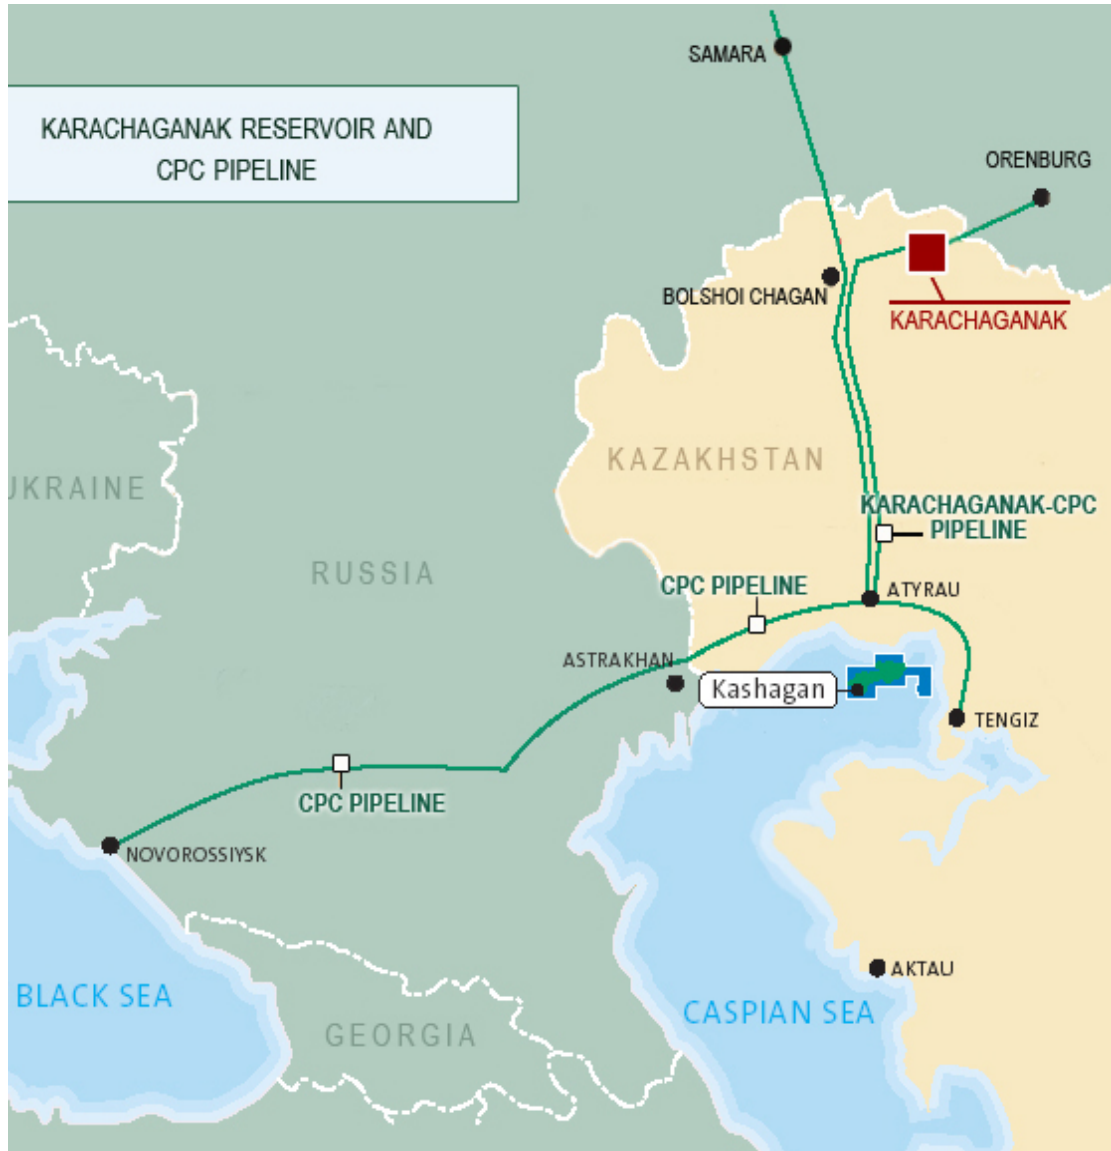 SAMARA
KARACHAGANAK RESERVOIR AND
CPC PIPELINE
ORENBURG
BOLSHOI CHAGAN
KARACHAGANAK
KAZAKHSTAN
UKRAINE
KARACHAGANAK-CPC
PIPELINE
RUSSIA
CPC PIPELINE
ATYRAU
ASTRAKHAN
Kashagan
TENGIZ
CPC PIPELINE
NOVOROSSIYSK
AKTAU
BLACK SEA
CASPIAN SEA
GEORGIA